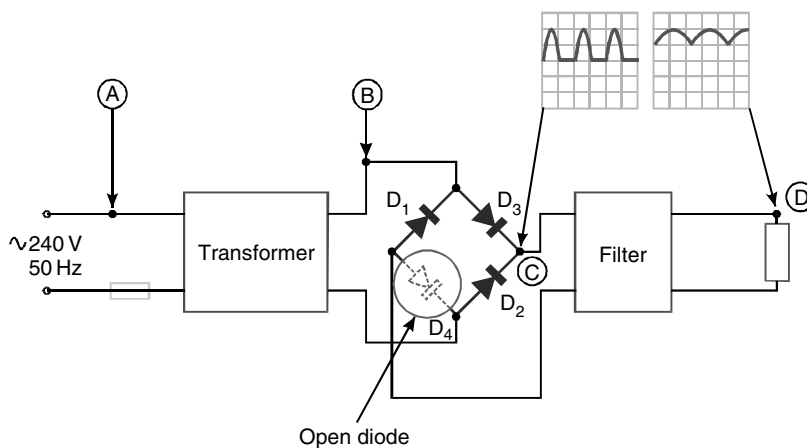 A
B
D₁
D₃
D
Transformer
Filter
∿ 240 V
50 Hz
C
D₂
D₄
Open diode